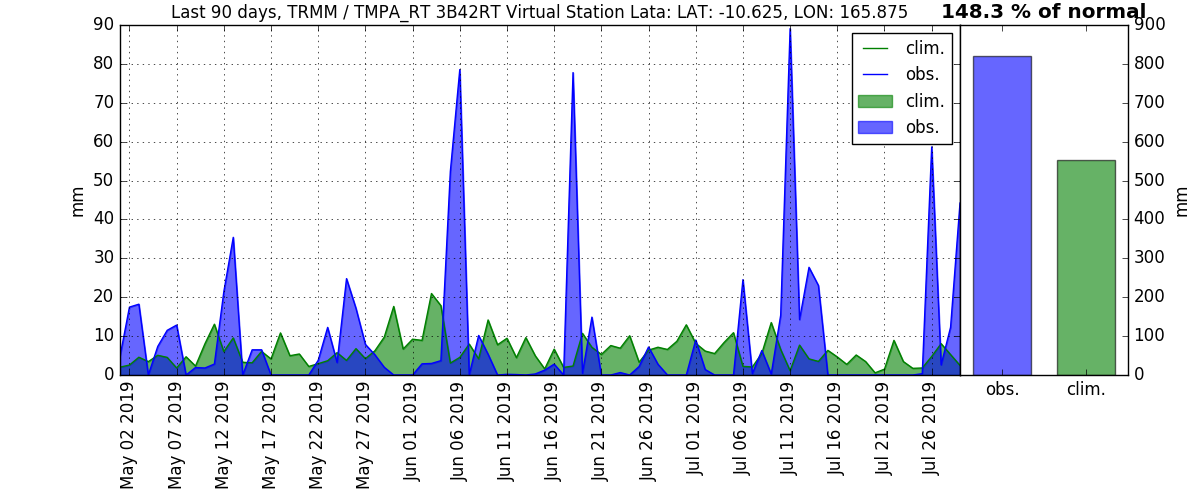 Last 90 days, TRMM / TMPA_RT 3B42RT Virtual Station Lata: LAT: -10.625, LON: 165.875
148.3 % of normal
90
80
70
60
50
40
30
20
10
0
mm
clim.
obs.
clim.
obs.
900
800
700
600
500
400
300
200
100
0
mm
May 02 2019
May 07 2019
May 12 2019
May 17 2019
May 22 2019
May 27 2019
Jun 01 2019
Jun 06 2019
Jun 11 2019
Jun 16 2019
Jun 21 2019
Jun 26 2019
Jul 01 2019
Jul 06 2019
Jul 11 2019
Jul 16 2019
Jul 21 2019
Jul 26 2019
obs.
clim.